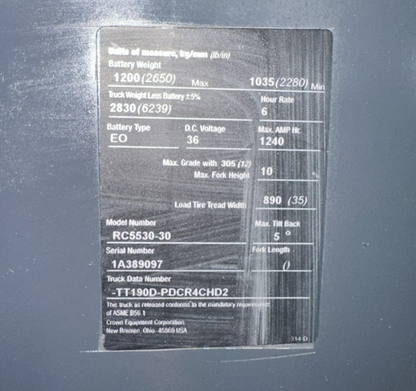 Units of measure, kg/mm (lb/in)
Battery Weight
1200 (2650) Max 1035 (2280) Min
Truck Weight Less Battery ±5% Hour Rate
2830 (6239) 6
Battery Type D.C. Voltage Max. AMP Hr.
EO 36 1240
Max. Grade with 305 (12)
Max. Fork Height 10
Load Tire Tread Width 890 (35)
Model Number Max. Tilt Back
RC5530-30 5 °
Serial Number Fork Length
1A389097 ()
Truck Data Number
-TT190D-PDCR4CHD2
This truck as released conforms to the mandatory requirements
of ASME B56.1
Crown Equipment Corporation
New Bremen, Ohio 45869 USA